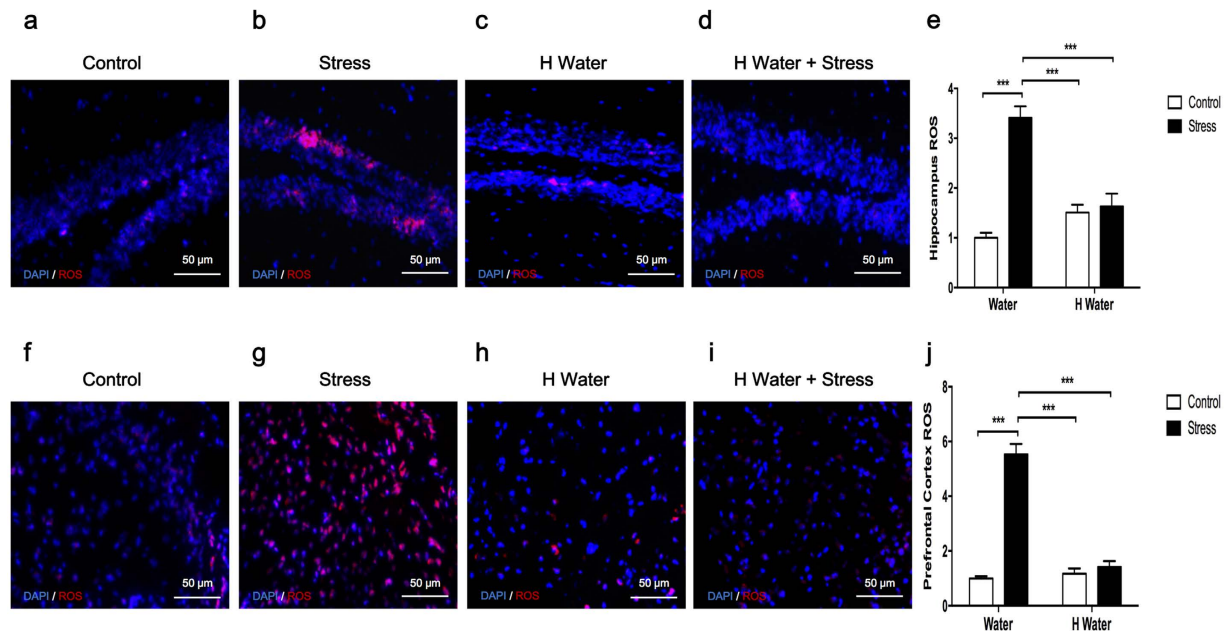 a
b
c
d
e
Control
Stress
H Water
H Water + Stress
DAPI / ROS
50 µm
DAPI / ROS
50 µm
DAPI / ROS
50 µm
DAPI / ROS
50 µm
***
***
***
Hippocampus ROS
4
3
2
1
0
Water
H Water
Control
Stress
f
g
h
i
j
Control
Stress
H Water
H Water + Stress
DAPI / ROS
50 µm
DAPI / ROS
50 µm
DAPI / ROS
50 µm
DAPI / ROS
50 µm
***
***
***
Prefrontal Cortex ROS
8
6
4
2
0
Water
H Water
Control
Stress